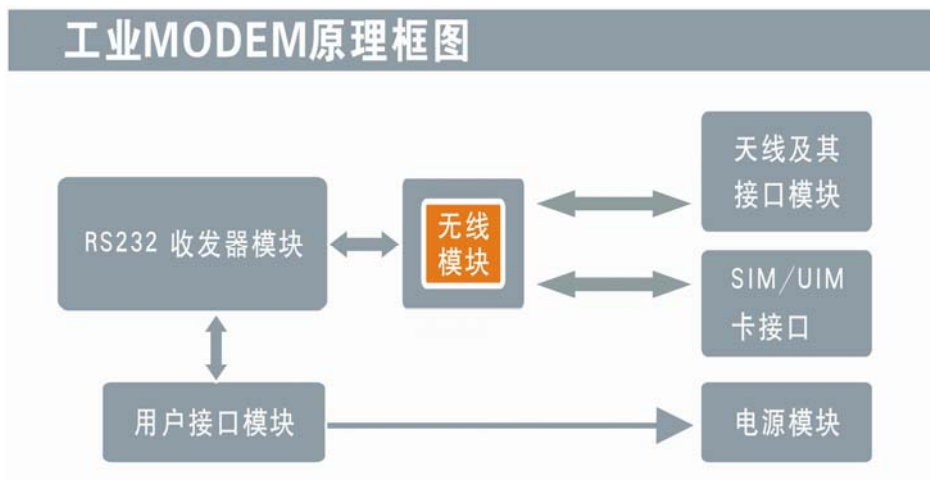 工业MODEM原理框图
天线及其
接口模块
RS232 收发器模块
无线
模块
SIM/UIM
卡接口
用户接口模块
电源模块